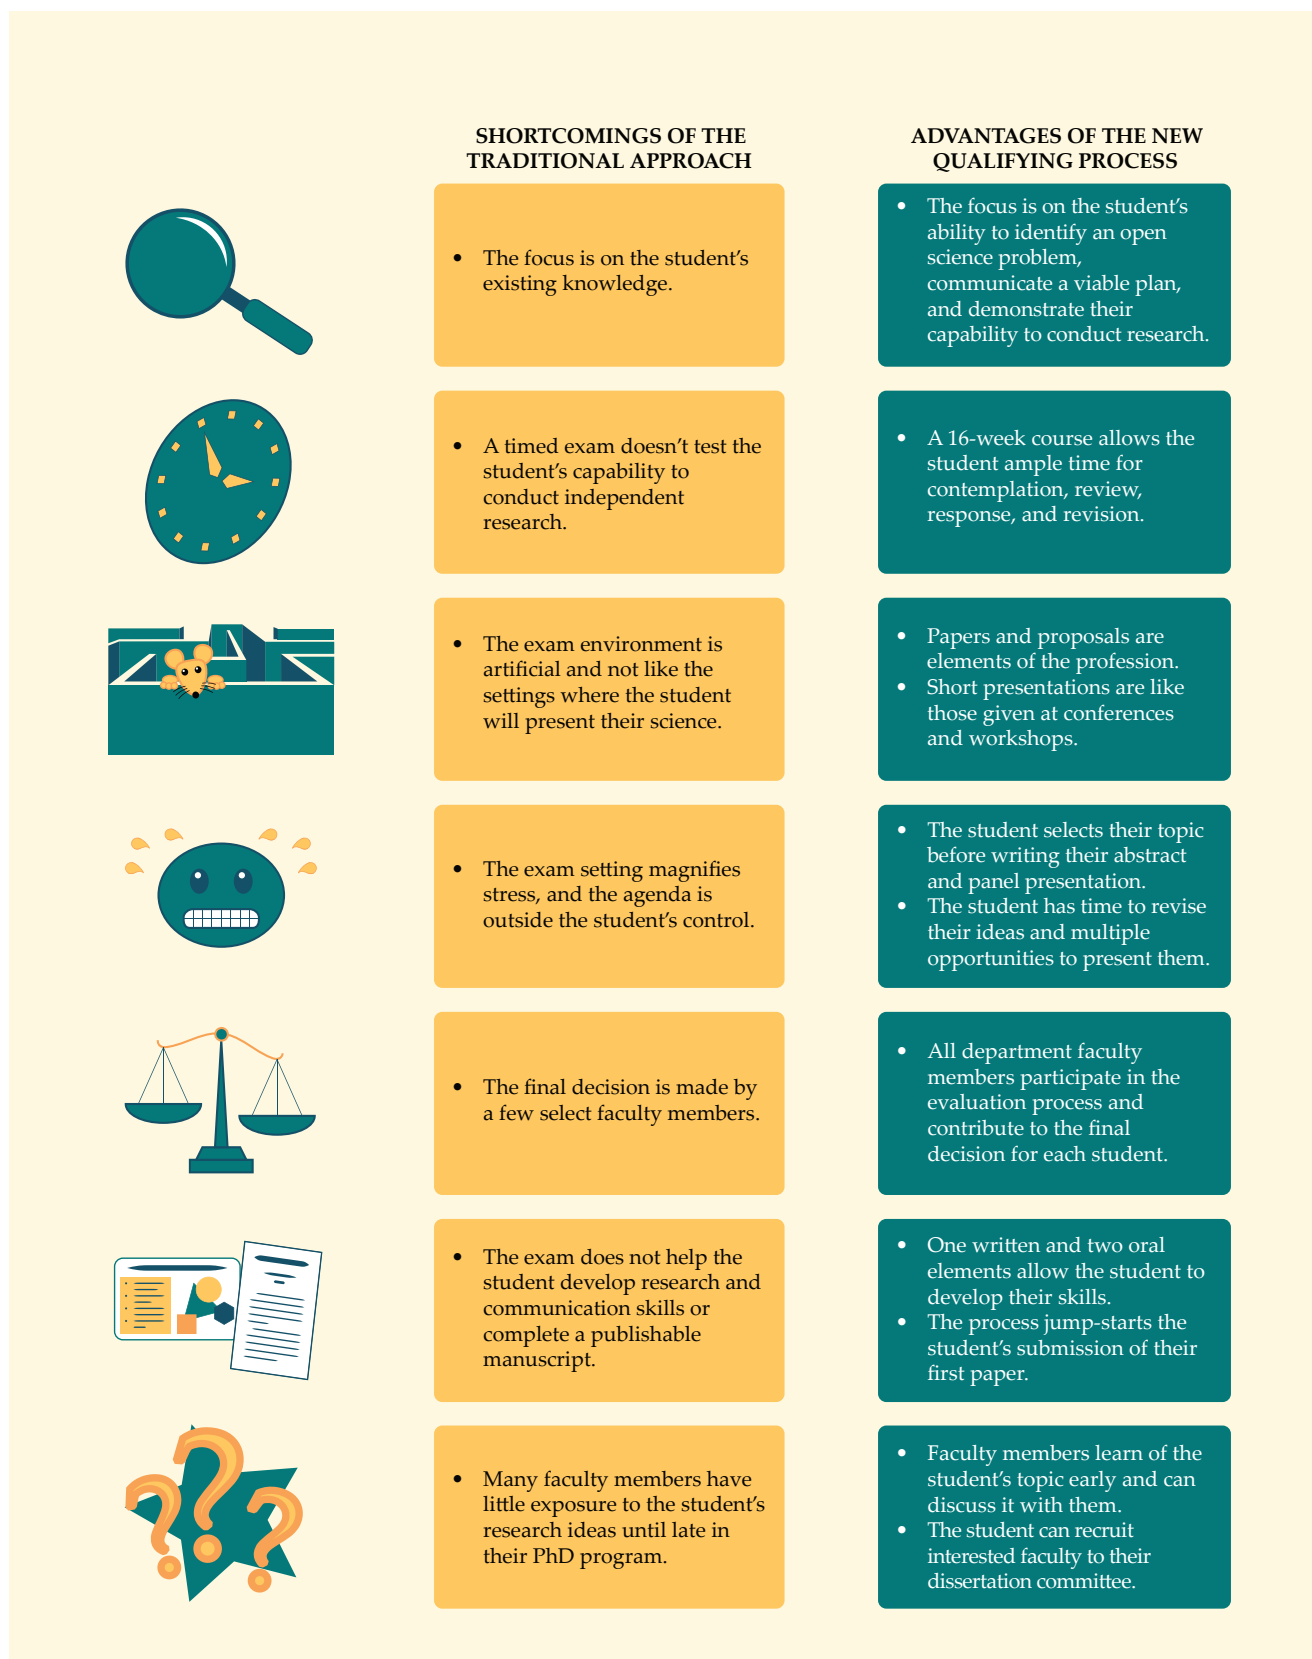 SHORTCOMINGS OF THE
TRADITIONAL APPROACH
ADVANTAGES OF THE NEW
QUALIFYING PROCESS
• The focus is on the student’s
existing knowledge.
• The focus is on the student’s
ability to identify an open
science problem,
communicate a viable plan,
and demonstrate their
capability to conduct research.
• A timed exam doesn’t test the
student’s capability to
conduct independent
research.
• A 16-week course allows the
student ample time for
contemplation, review,
response, and revision.
• The exam environment is
artificial and not like the
settings where the student
will present their science.
• Papers and proposals are
elements of the profession.
• Short presentations are like
those given at conferences
and workshops.
• The exam setting magnifies
stress, and the agenda is
outside the student’s control.
• The student selects their topic
before writing their abstract
and panel presentation.
• The student has time to revise
their ideas and multiple
opportunities to present them.
• The final decision is made by
a few select faculty members.
• All department faculty
members participate in the
evaluation process and
contribute to the final
decision for each student.
• The exam does not help the
student develop research and
communication skills or
complete a publishable
manuscript.
• One written and two oral
elements allow the student to
develop their skills.
• The process jump-starts the
student’s submission of their
first paper.
• Many faculty members have
little exposure to the student’s
research ideas until late in
their PhD program.
• Faculty members learn of the
student’s topic early and can
discuss it with them.
• The student can recruit
interested faculty to their
dissertation committee.